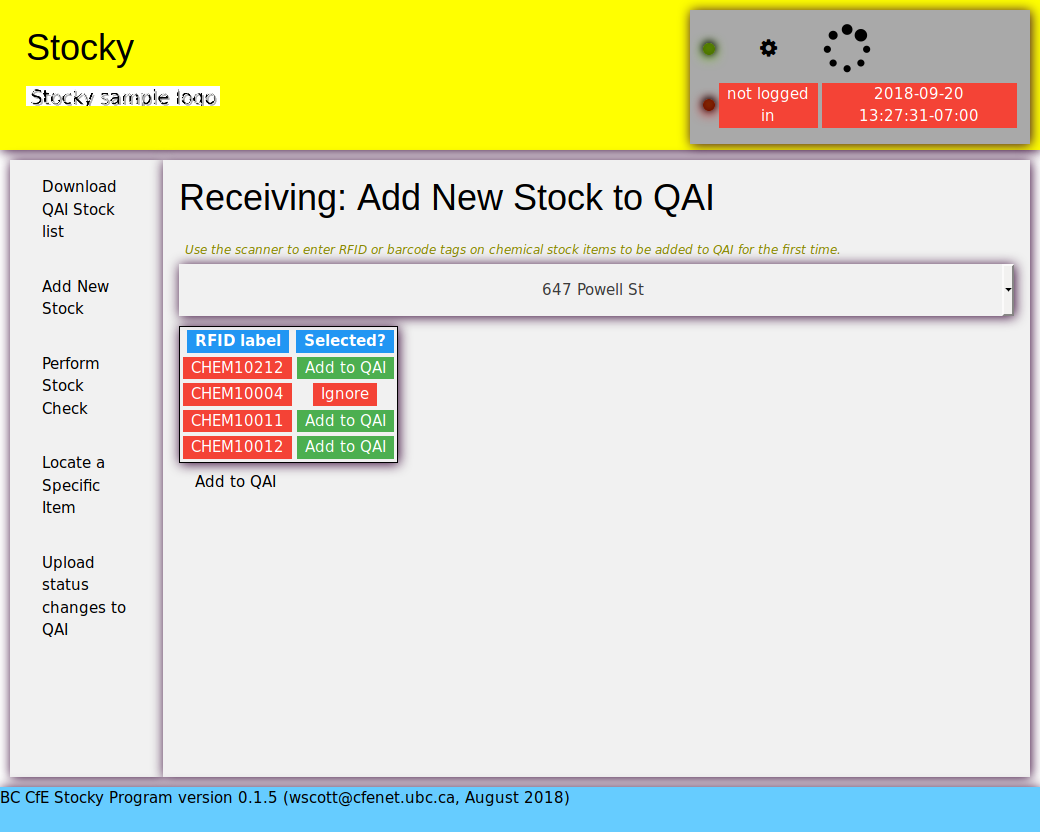 Stocky
Stocky sample logo
not logged
in
2018-09-20
13:27:31-07:00
Download
QAI Stock
list
Add New
Stock
Perform
Stock
Check
Locate a
Specific
Item
Upload
status
changes to
QAI
Receiving: Add New Stock to QAI
Use the scanner to enter RFID or barcode tags on chemical stock items to be added to QAI for the first time.
647 Powell St
RFID label Selected?
CHEM10212 Add to QAI
CHEM10004 Ignore
CHEM10011 Add to QAI
CHEM10012 Add to QAI
Add to QAI
BC CfE Stocky Program version 0.1.5 (wscott@cfenet.ubc.ca, August 2018)